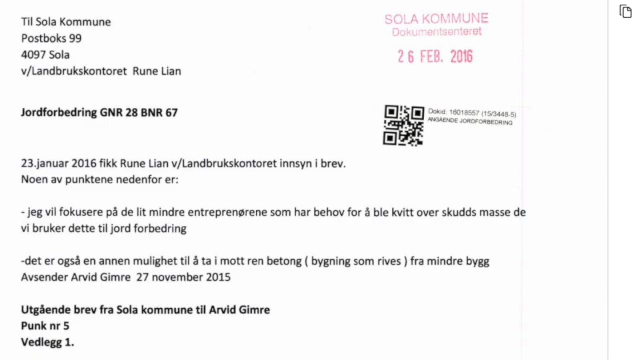 Til Sola Kommune
Postboks 99
4097 Sola
v/Landbrukskontoret Rune Lian
SOLA KOMMUNE
Dokumentsenteret
26 FEB. 2016
Jordforbedring GNR 28 BNR 67
Dokid: 16018557 (15/3448-5)
ANGAENDE JORDFORBEDRING
23.januar 2016 fikk Rune Lian v/Landbrukskontoret innsyn i brev.
Noen av punktene nedenfor er:
- jeg vil fokusere på de lit mindre entreprenørene som har behov for å ble kvitt over skudds masse de
vi bruker dette til jord forbedring
-det er også en annen mulighet til å ta i mott ren betong ( bygning som rives ) fra mindre bygg
Avsender Arvid Gimre 27 november 2015
Utgående brev fra Sola kommune til Arvid Gimre
Punk nr 5
Vedlegg 1.